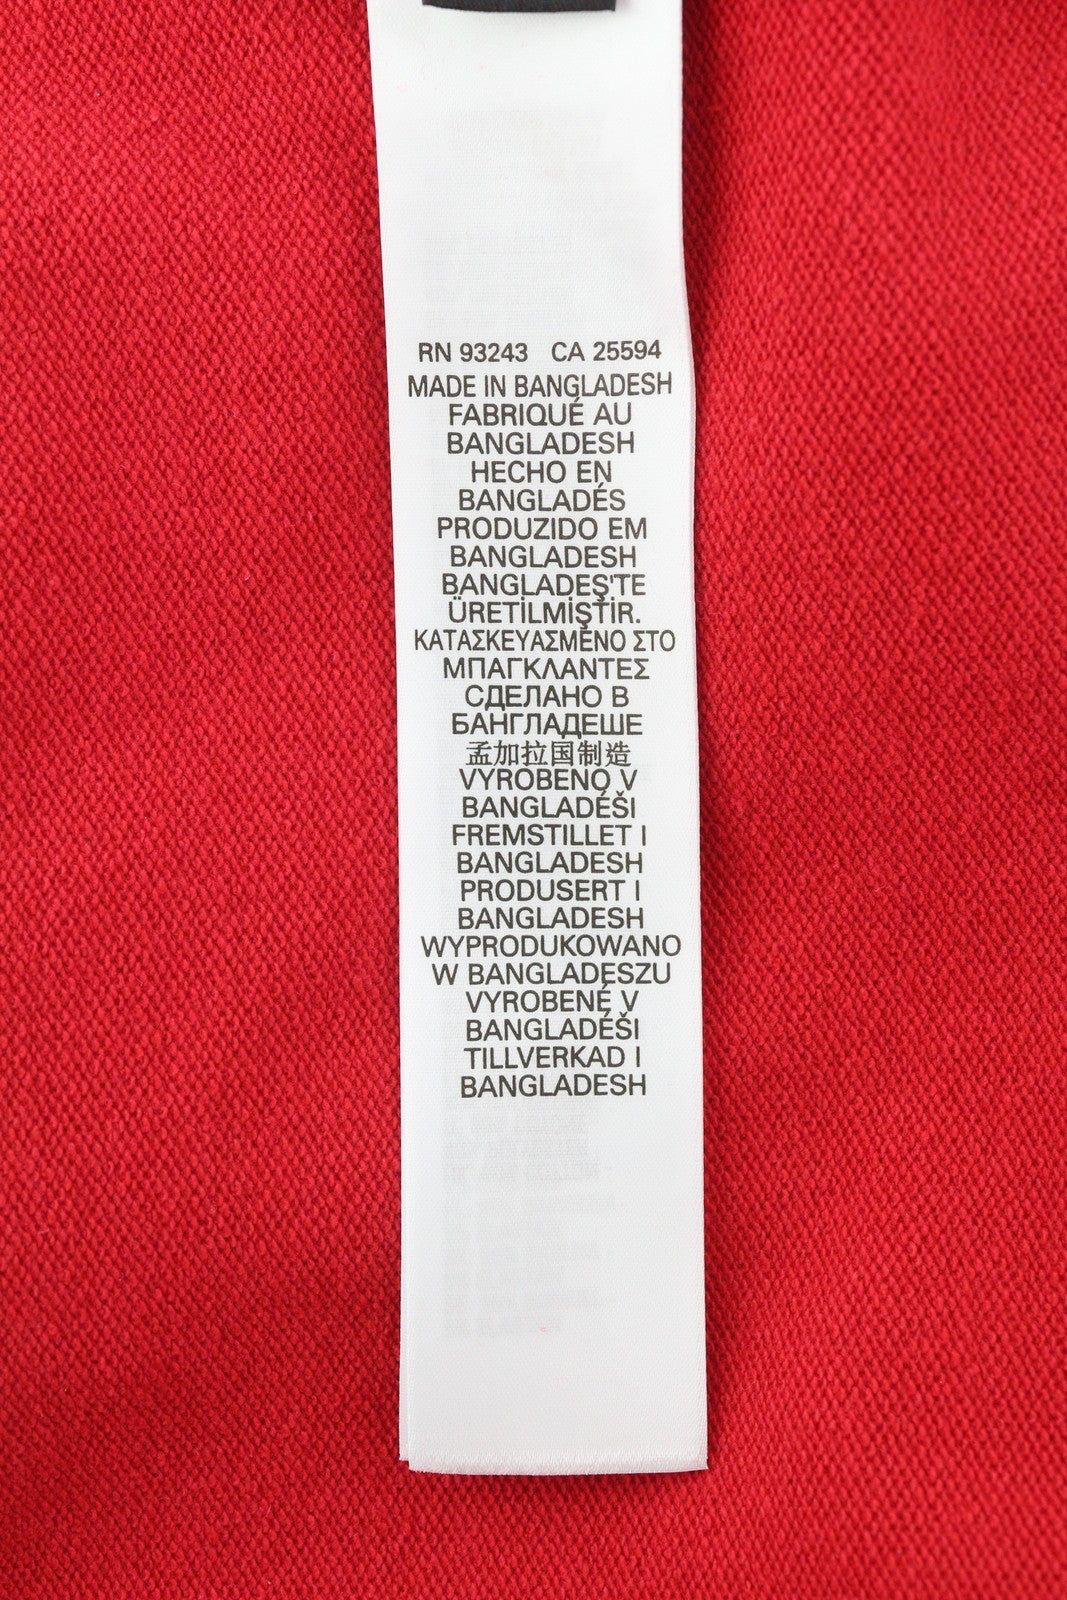 RN 93243 CA 25594
MADE IN BANGLADESH
FABRIQUÉ AU
BANGLADESH
HECHO EN
BANGLADÉS
PRODUZIDO EM
BANGLADESH
BANGLADEŞ'TE
ÜRETİLMİŞTİR.
ΚΑΤΑΣΚΕΥΑΣΜΕΝΟ ΣΤΟ
ΜΠΑΓΚΛΑΝΤΕΣ
СДЕЛАНО В
БАНГЛАДЕШЕ
孟加拉国制造
VYROBENO V
BANGLADÉŠI
FREMSTILLET I
BANGLADESH
PRODUSERT I
BANGLADESH
WYPRODUKOWANO
W BANGLADESZU
VYROBENÉ V
BANGLADÉŠI
TILLVERKAD I
BANGLADESH